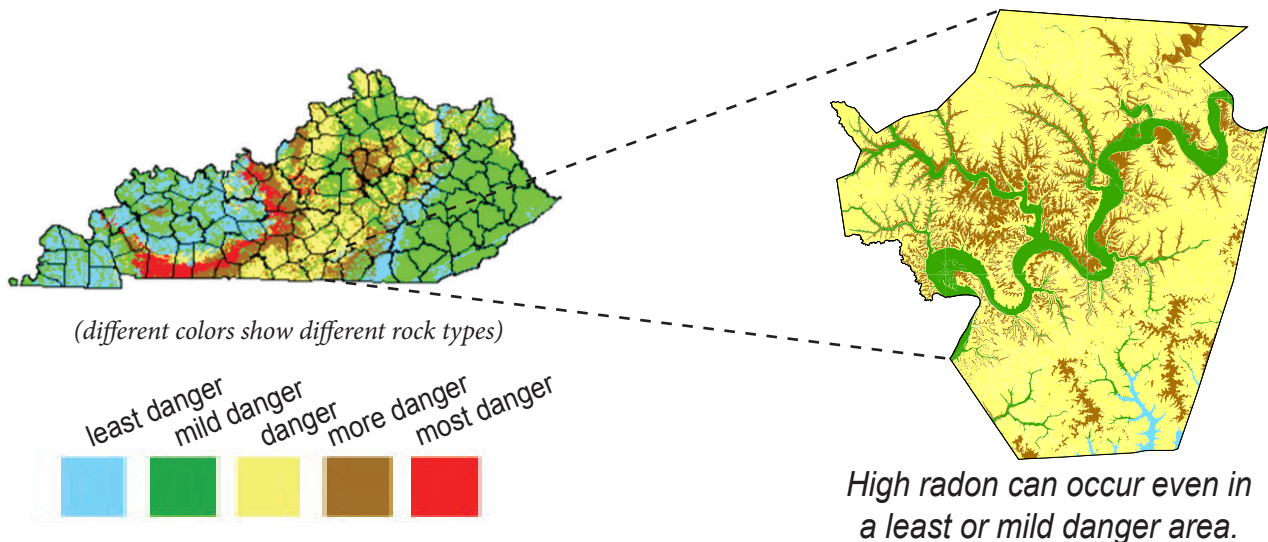 (different colors show different rock types)
least danger
mild danger
danger
more danger
most danger
High radon can occur even in
a least or mild danger area.